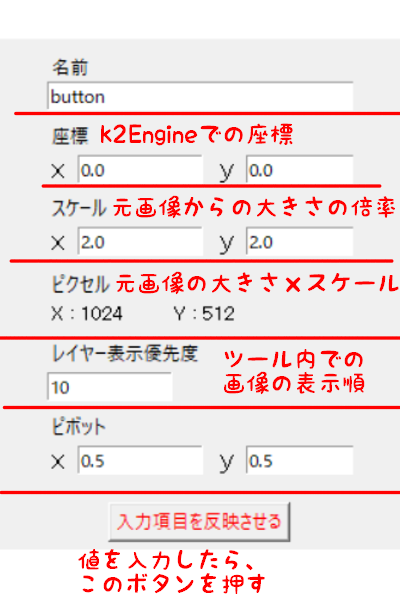 名前
button
座標 k2Engineでの座標
x 0.0 y 0.0
スケール 元画像からの大きさの倍率
x 2.0 y 2.0
ピクセル 元画像の大きさ×スケール
X：1024 Y：512
レイヤー表示優先度
10
ツール内での
画像の表示順
ピボット
x 0.5 y 0.5
入力項目を反映させる
値を入力したら、
このボタンを押す